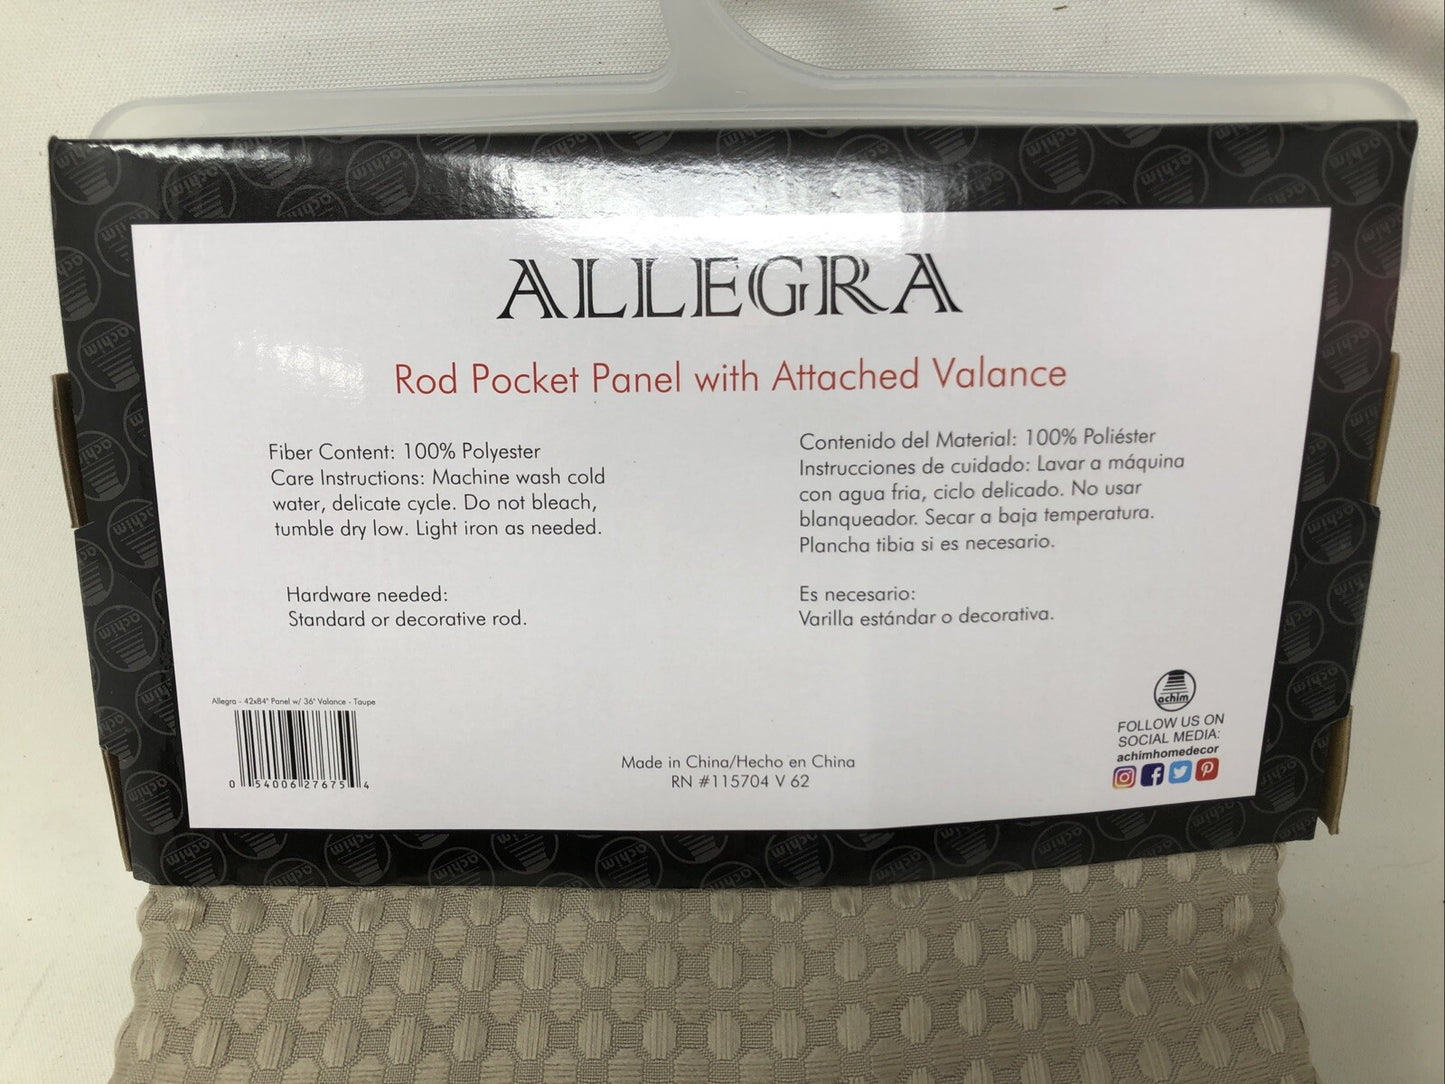 ALLEGRA
Rod Pocket Panel with Attached Valance
Fiber Content: 100% Polyester
Care Instructions: Machine wash cold
water, delicate cycle. Do not bleach,
tumble dry low. Light iron as needed.
Hardware needed:
Standard or decorative rod.
Contenido del Material: 100% Poliéster
Instrucciones de cuidado: Lavar a máquina
con agua fria, ciclo delicado. No usar
blanqueador. Secar a baja temperatura.
Plancha tibia si es necesario.
Es necesario:
Varilla estándar o decorativa.
Allegra - 42x84" Panel w/ 36" Valance - Taupe
0 54006 27675 4
Made in China/Hecho en China
RN #115704 V 62
achim
FOLLOW US ON
SOCIAL MEDIA:
achimhomedecor